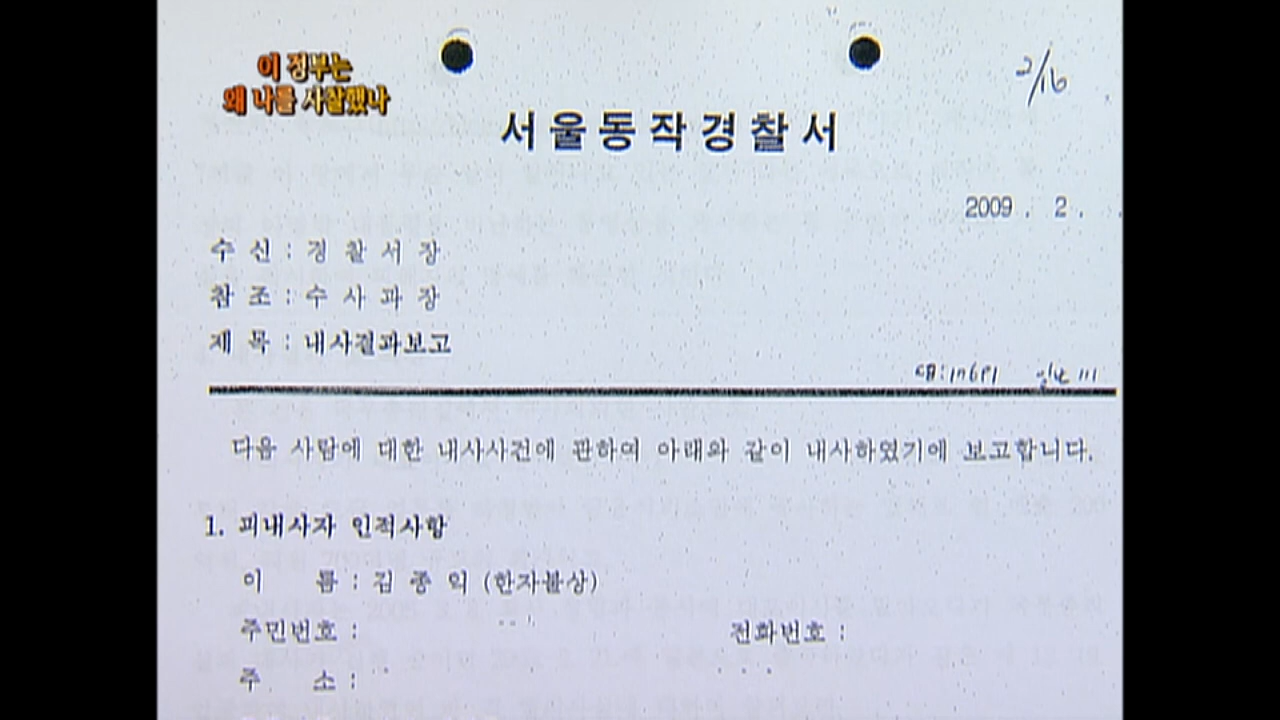 이 정부는
왜 나를 사찰했나
2/16
서울동작경찰서
2009 . 2 .
수 신 : 경 찰 서 장
참 조 : 수 사 과 장
제 목 : 내사결과보고
다음 사람에 대한 내사사건에 관하여 아래와 같이 내사하였기에 보고합니다.
1. 피내사자 인적사항
이 름 : 김 종 익 (한자불상)
주민번호 : 전화번호 :
주 소 :